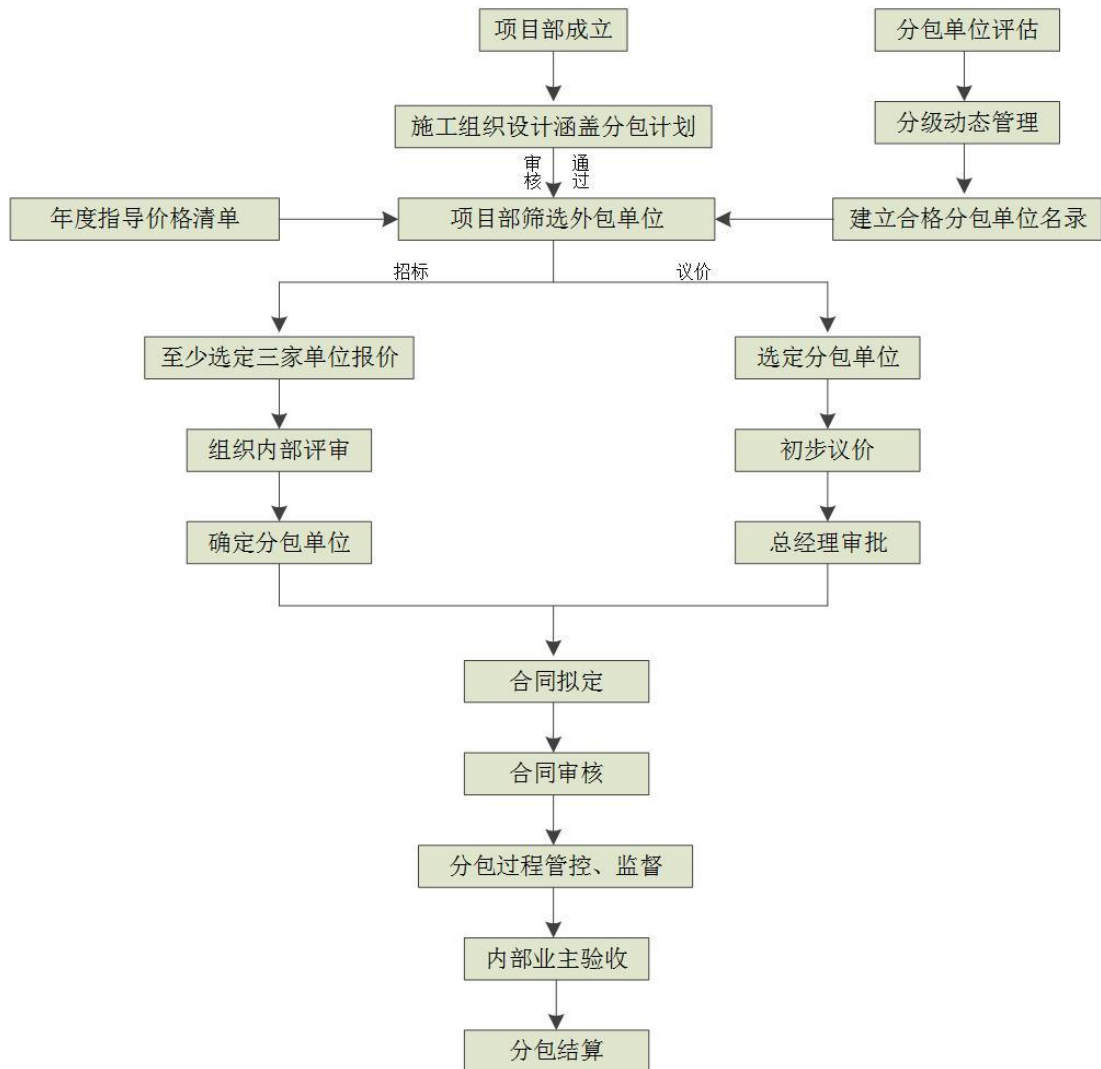 项目部成立
分包单位评估
施工组织设计涵盖分包计划
分级动态管理
审核
通过
年度指导价格清单
项目部筛选外包单位
建立合格分包单位名录
招标
议价
至少选定三家单位报价
选定分包单位
组织内部评审
初步议价
确定分包单位
总经理审批
合同拟定
合同审核
分包过程管控、监督
内部业主验收
分包结算